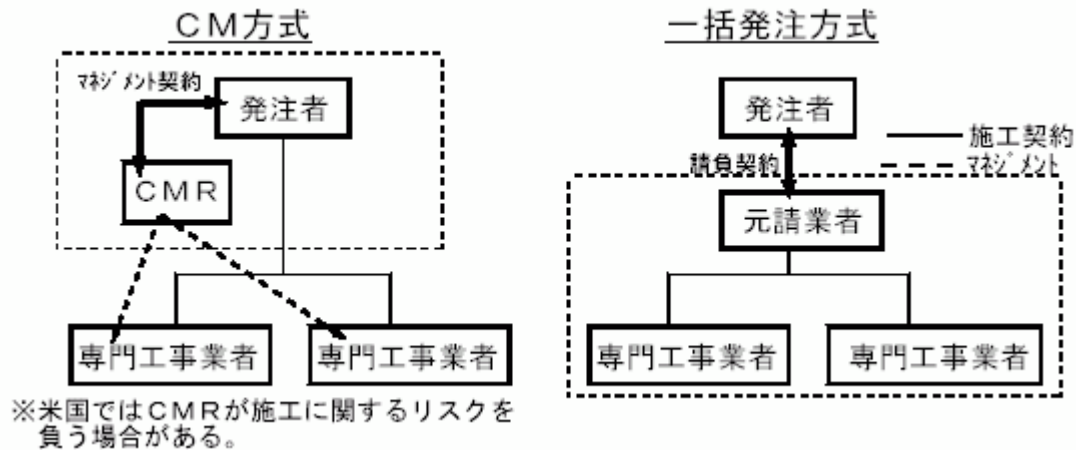 CM方式
マネジメント契約
発注者
CMR
専門工事業者
専門工事業者
※米国ではCMRが施工に関するリスクを
負う場合がある。
一括発注方式
発注者
施工契約
請負契約
マネジメント
元請業者
専門工事業者
専門工事業者